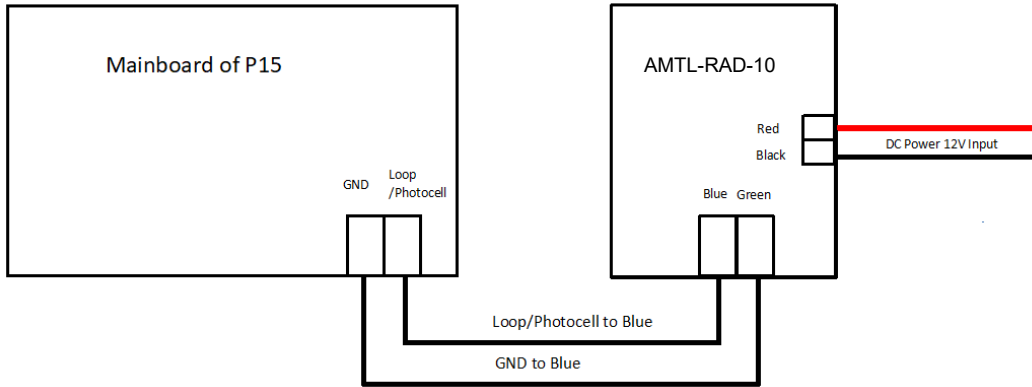 Mainboard of P15
AMTL-RAD-10
Red
DC Power 12V Input
Black
GND
Loop
/Photocell
Blue
Green
Loop/Photocell to Blue
GND to Blue